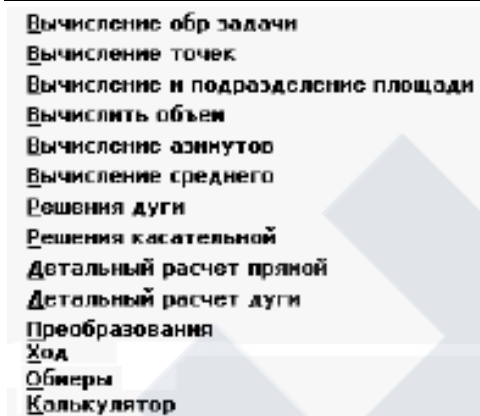 Вычисление обр задачи
Вычисление точек
Вычисление и подразделение площади
Вычислить объем
Вычисление азимутов
Вычисление среднего
Решения дуги
Решения касательной
Детальный расчет прямой
Детальный расчет дуги
Преобразования
Ход
Обмеры
Калькулятор